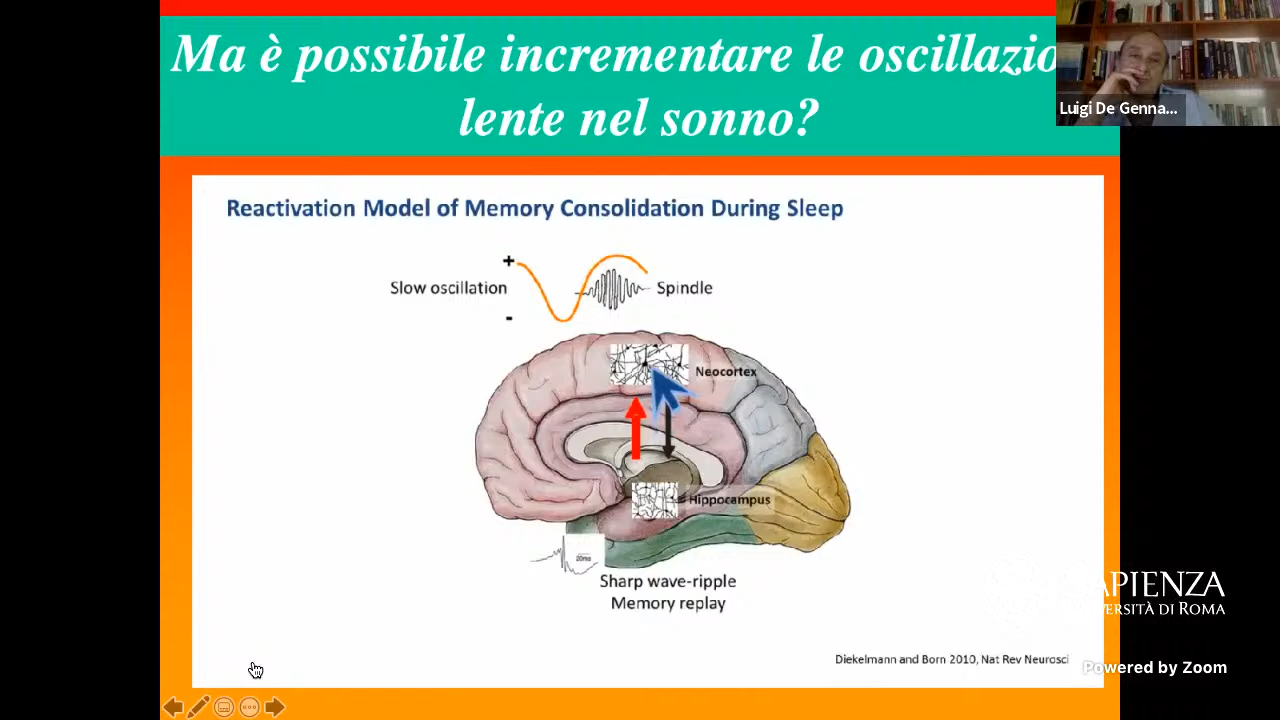 Ma è possibile incrementare le oscillazio
lente nel sonno?
Luigi De Genna...
Reactivation Model of Memory Consolidation During Sleep
+
Slow oscillation
Spindle
-
Neocortex
Hippocampus
Sharp wave-ripple
Memory replay
APIENZA
ERSITÀ DI ROMA
Diekelmann and Born 2010, Nat Rev Neurosci
Powered by Zoom